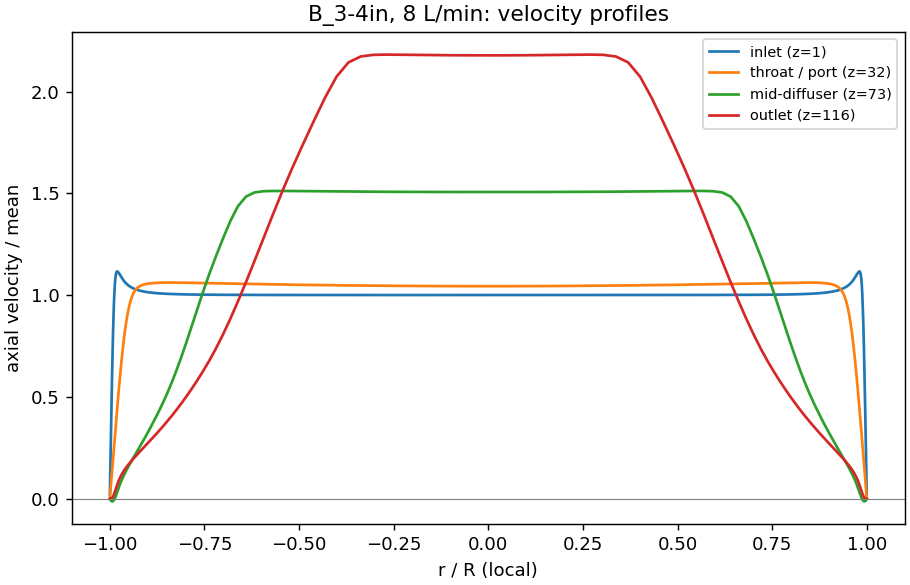 B_3-4in, 8 L/min: velocity profiles
inlet (z=1)
throat / port (z=32)
mid-diffuser (z=73)
outlet (z=116)
axial velocity / mean
2.0
1.5
1.0
0.5
0.0
−1.00 −0.75 −0.50 −0.25 0.00 0.25 0.50 0.75 1.00
r / R (local)